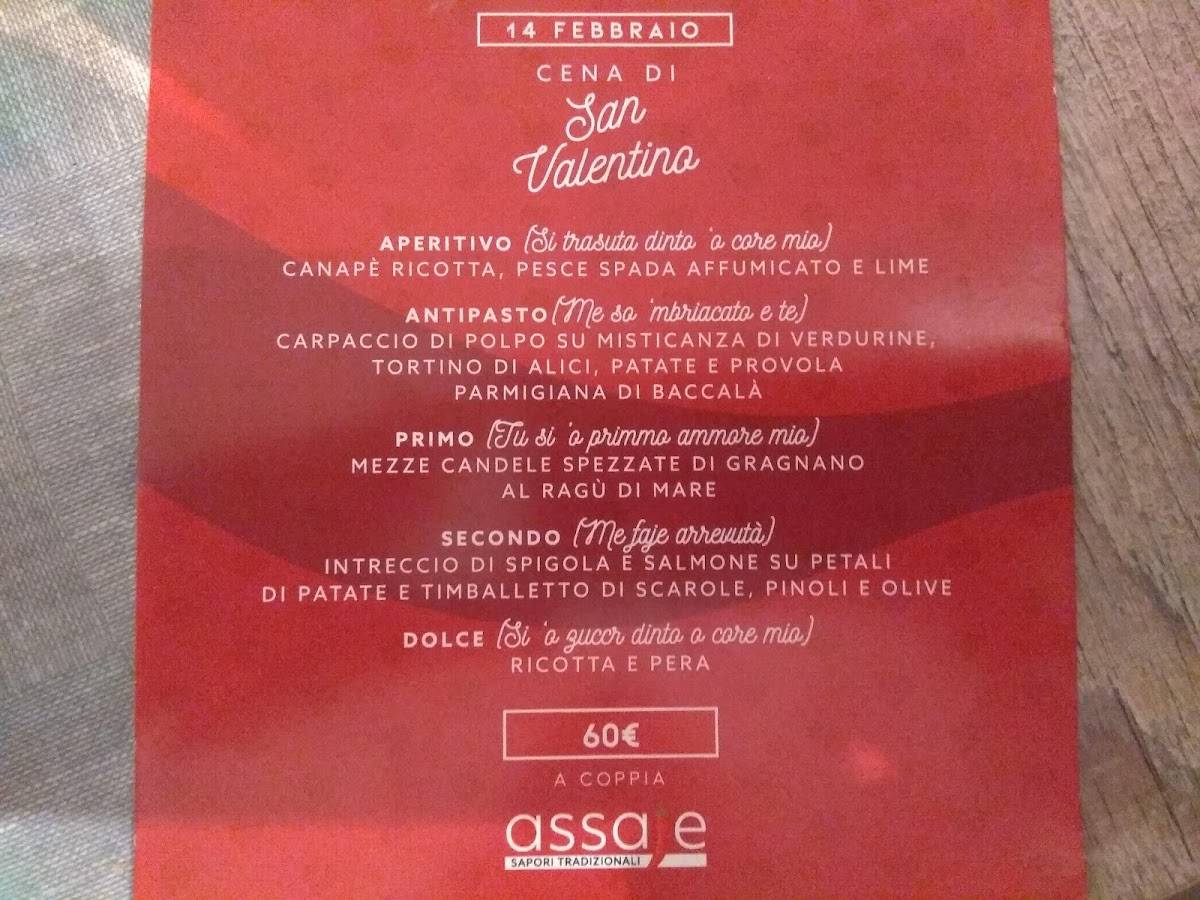 14 FEBBRAIO
CENA DI
San
Valentino
APERITIVO (Si trasuta dinto 'o core mio)
CANAPÈ RICOTTA, PESCE SPADA AFFUMICATO E LIME
ANTIPASTO (Me so 'mbriacato e te)
CARPACCIO DI POLPO SU MISTICANZA DI VERDURINE,
TORTINO DI ALICI, PATATE E PROVOLA
PARMIGIANA DI BACCALÀ
PRIMO (Tu si 'o primmo ammore mio)
MEZZE CANDELE SPEZZATE DI GRAGNANO
AL RAGÙ DI MARE
SECONDO (Me faje arrevutà)
INTRECCIO DI SPIGOLA E SALMONE SU PETALI
DI PATATE E TIMBALLETTO DI SCAROLE, PINOLI E OLIVE
DOLCE (Si 'o zuccr dinto o core mio)
RICOTTA E PERA
60€
A COPPIA
assaje
SAPORI TRADIZIONALI